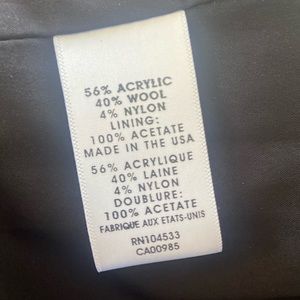 56% ACRYLIC
40% WOOL
4% NYLON
LINING:
100% ACETATE
MADE IN THE USA
56% ACRYLIQUE
40% LAINE
4% NYLON
DOUBLURE:
100% ACETATE
FABRIQUE AUX ETATS-UNIS
RN104533
CA00985